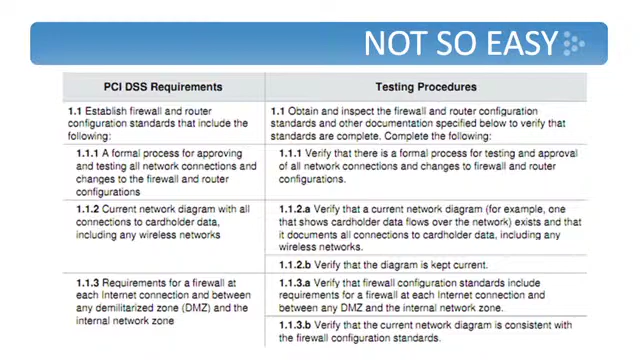 NOT SO EASY
PCI DSS Requirements
Testing Procedures
1.1 Establish firewall and router
configuration standards that include the
following:
1.1 Obtain and inspect the firewall and router configuration
standards and other documentation specified below to verify that
standards are complete. Complete the following:
1.1.1 A formal process for approving
and testing all network connections and
changes to the firewall and router
configurations
1.1.1 Verify that there is a formal process for testing and approval
of all network connections and changes to firewall and router
configurations.
1.1.2 Current network diagram with all
connections to cardholder data,
including any wireless networks
1.1.2.a Verify that a current network diagram (for example, one
that shows cardholder data flows over the network) exists and that
it documents all connections to cardholder data, including any
wireless networks.
1.1.2.b Verify that the diagram is kept current.
1.1.3 Requirements for a firewall at
each Internet connection and between
any demilitarized zone (DMZ) and the
internal network zone
1.1.3.a Verify that firewall configuration standards include
requirements for a firewall at each Internet connection and
between any DMZ and the internal network zone.
1.1.3.b Verify that the current network diagram is consistent with
the firewall configuration standards.